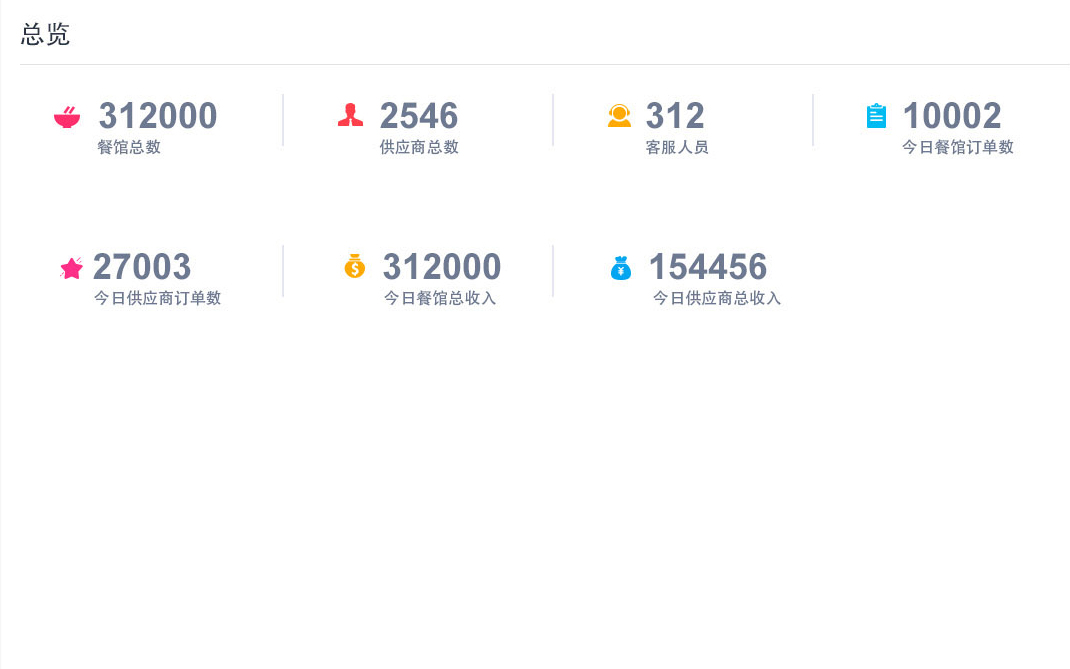 总览
312000
餐馆总数
2546
供应商总数
312
客服人员
10002
今日餐馆订单数
27003
今日供应商订单数
312000
今日餐馆总收入
154456
今日供应商总收入